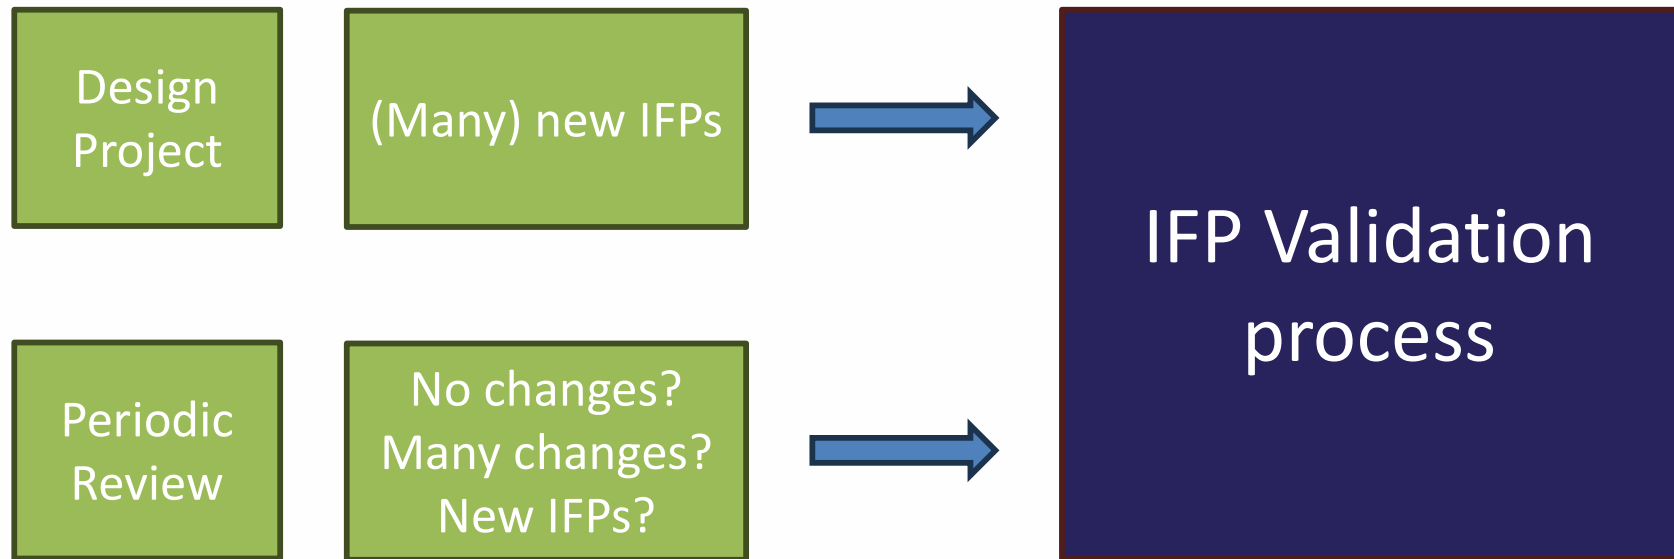 Design
Project
(Many) new IFPs
Periodic
Review
No changes?
Many changes?
New IFPs?
IFP Validation
process